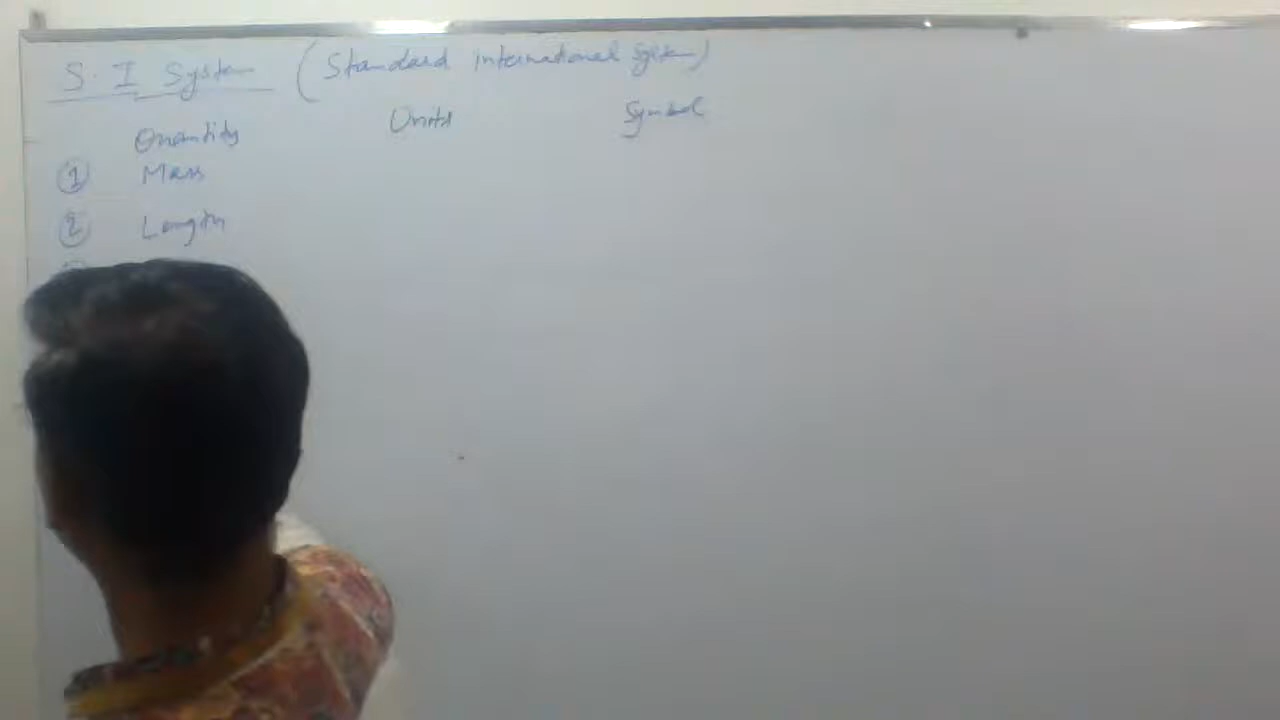 S.I System (Standard international System)
Quantity Units Symbol
① Mass
② Length